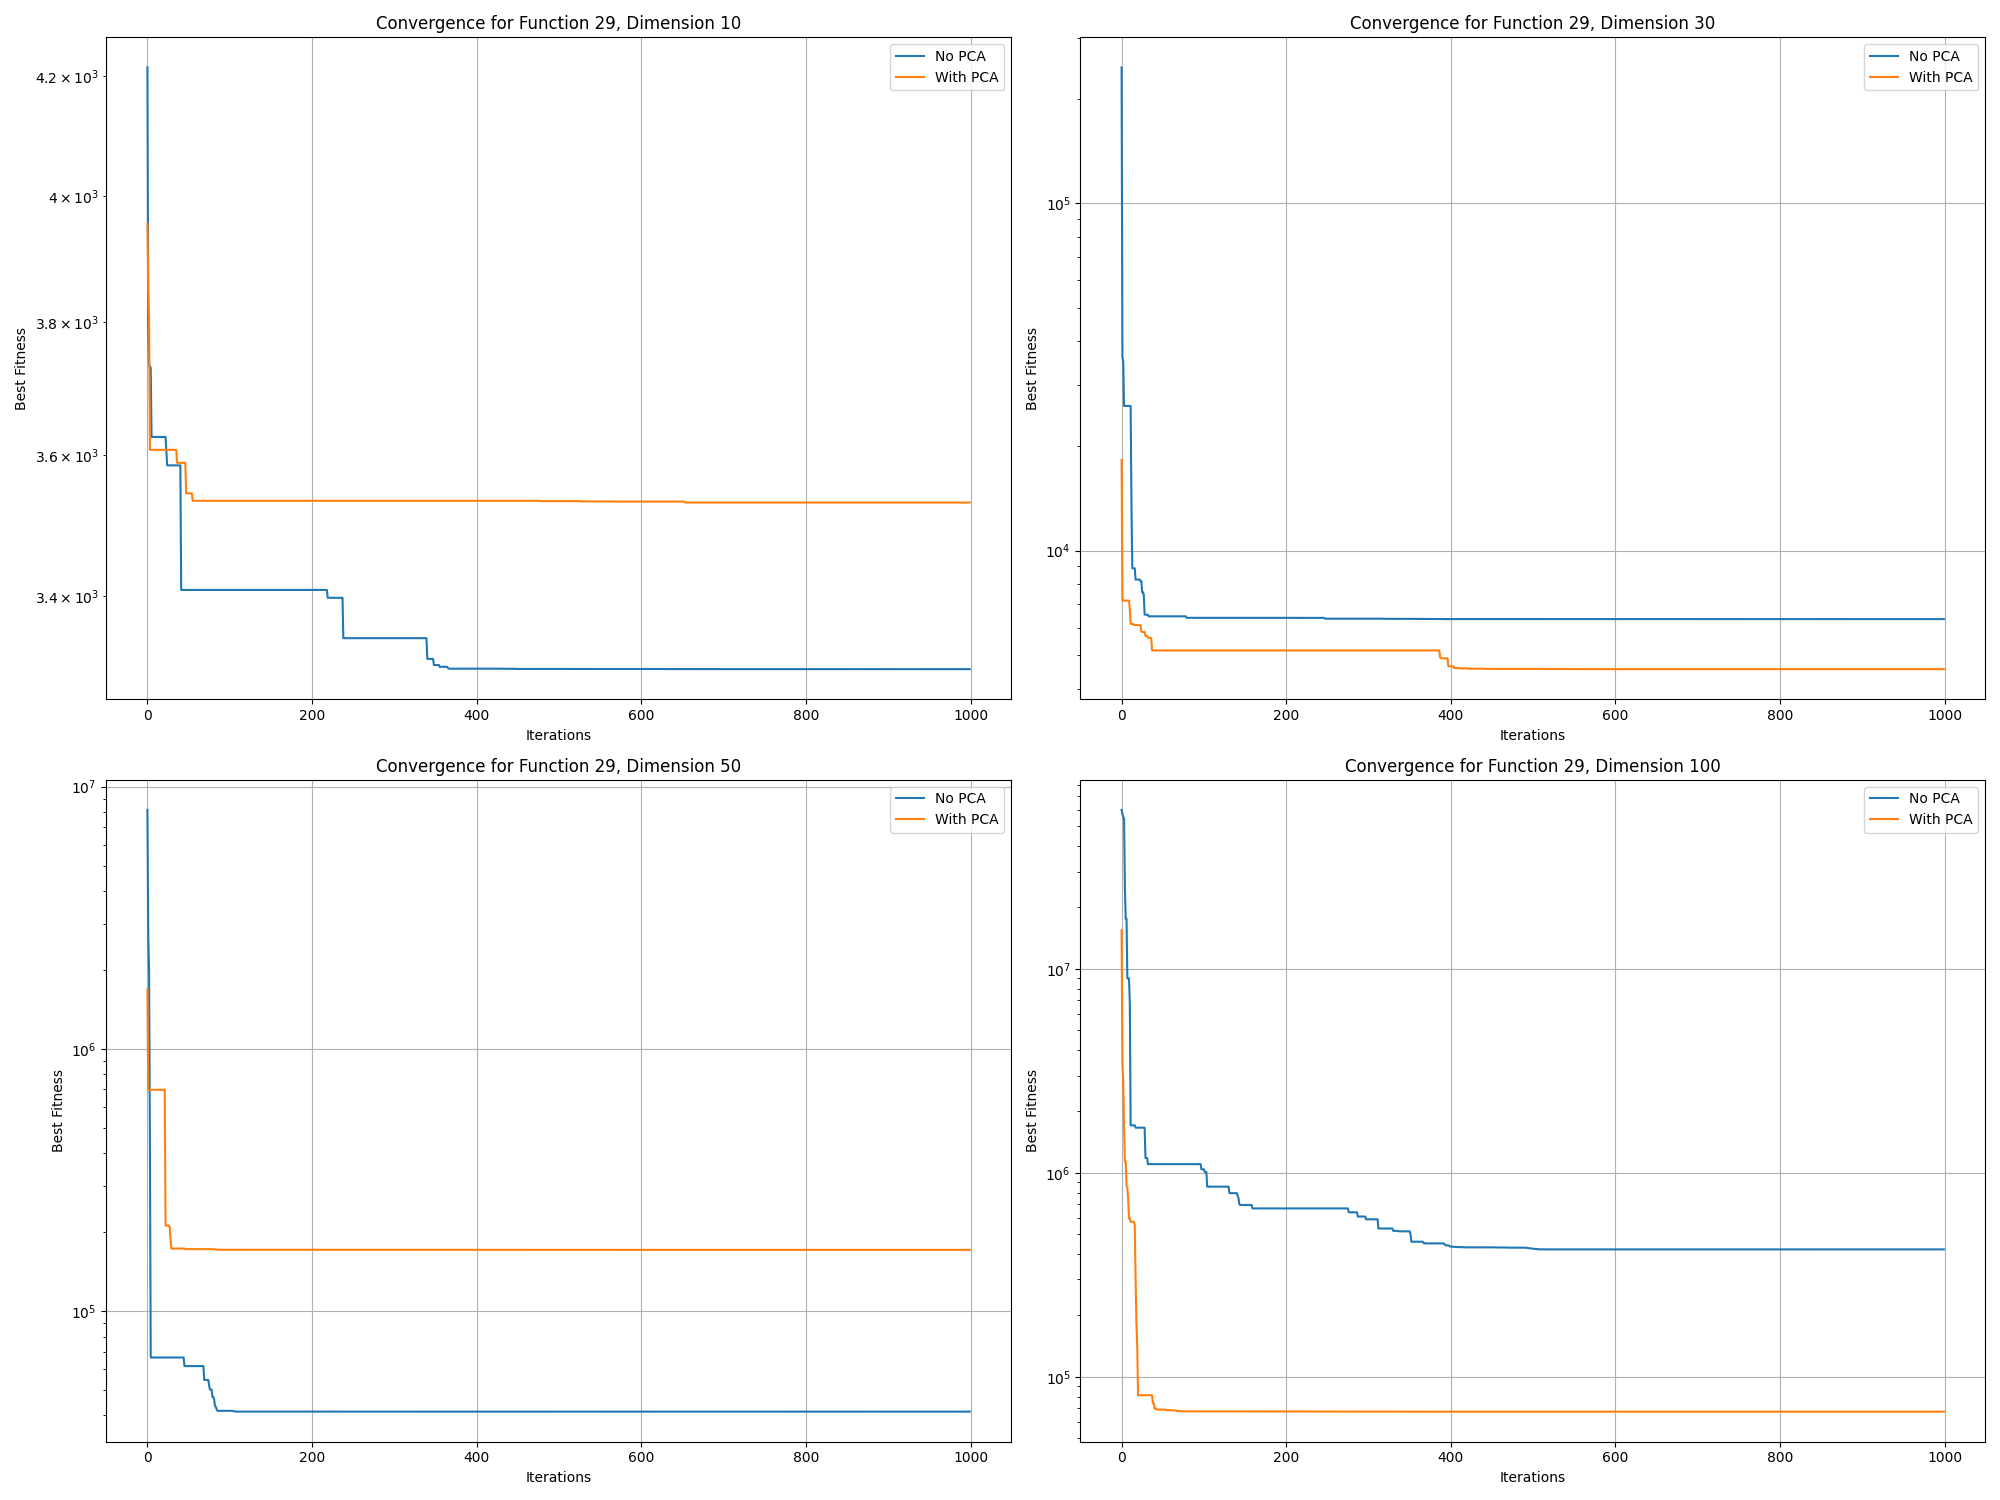 Convergence for Function 29, Dimension 10
No PCA
With PCA
4.2 × 10³
4 × 10³
3.8 × 10³
3.6 × 10³
3.4 × 10³
Best Fitness
0 200 400 600 800 1000
Iterations
Convergence for Function 29, Dimension 30
No PCA
With PCA
10⁵
10⁴
Best Fitness
0 200 400 600 800 1000
Iterations
Convergence for Function 29, Dimension 50
No PCA
With PCA
10⁷
10⁶
10⁵
Best Fitness
0 200 400 600 800 1000
Iterations
Convergence for Function 29, Dimension 100
No PCA
With PCA
10⁷
10⁶
10⁵
Best Fitness
0 200 400 600 800 1000
Iterations